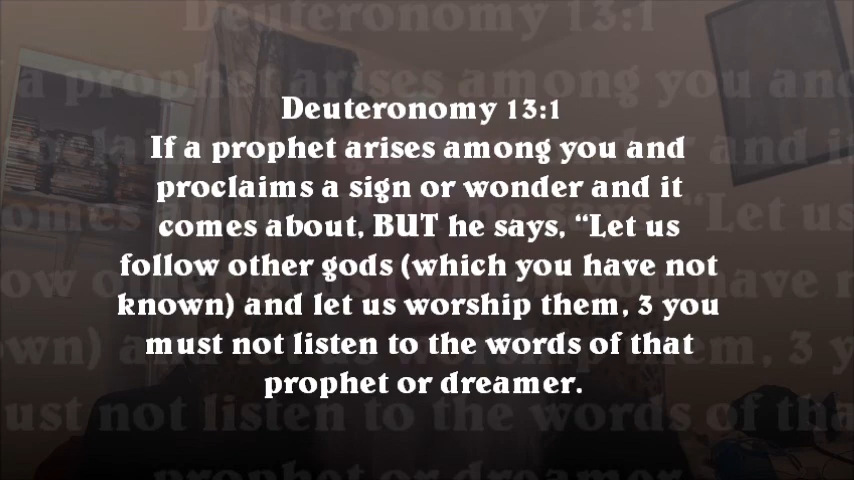 Deuteronomy 13:1
If a prophet arises among you and
proclaims a sign or wonder and it
comes about, BUT he says, “Let us
follow other gods (which you have not
known) and let us worship them, 3 you
must not listen to the words of that
prophet or dreamer.